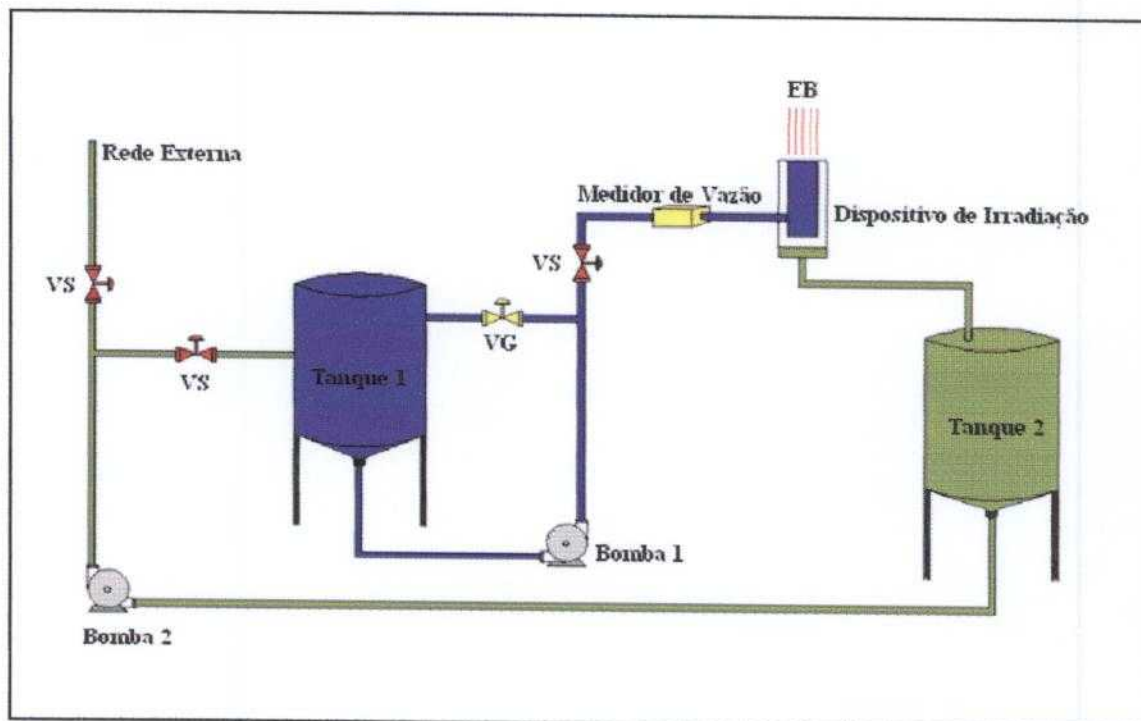 EB
Rede Externa
Medidor de Vazão
Dispositivo de Irradiação
VS
VS
VG
VS
Tanque 1
Tanque 2
Bomba 1
Bomba 2